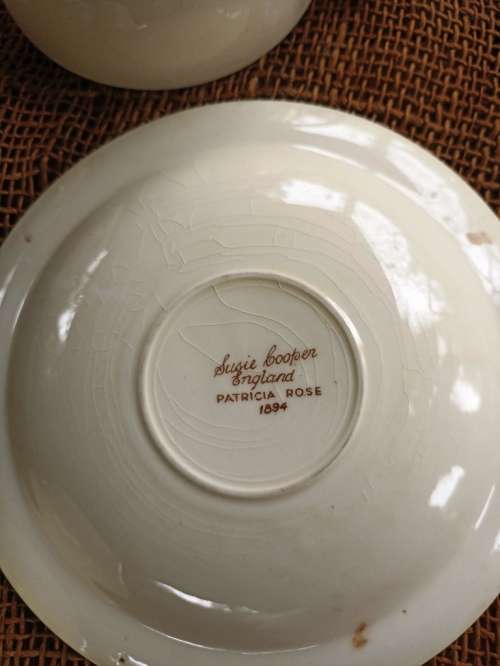 Susie Cooper
England
PATRICIA ROSE
1894